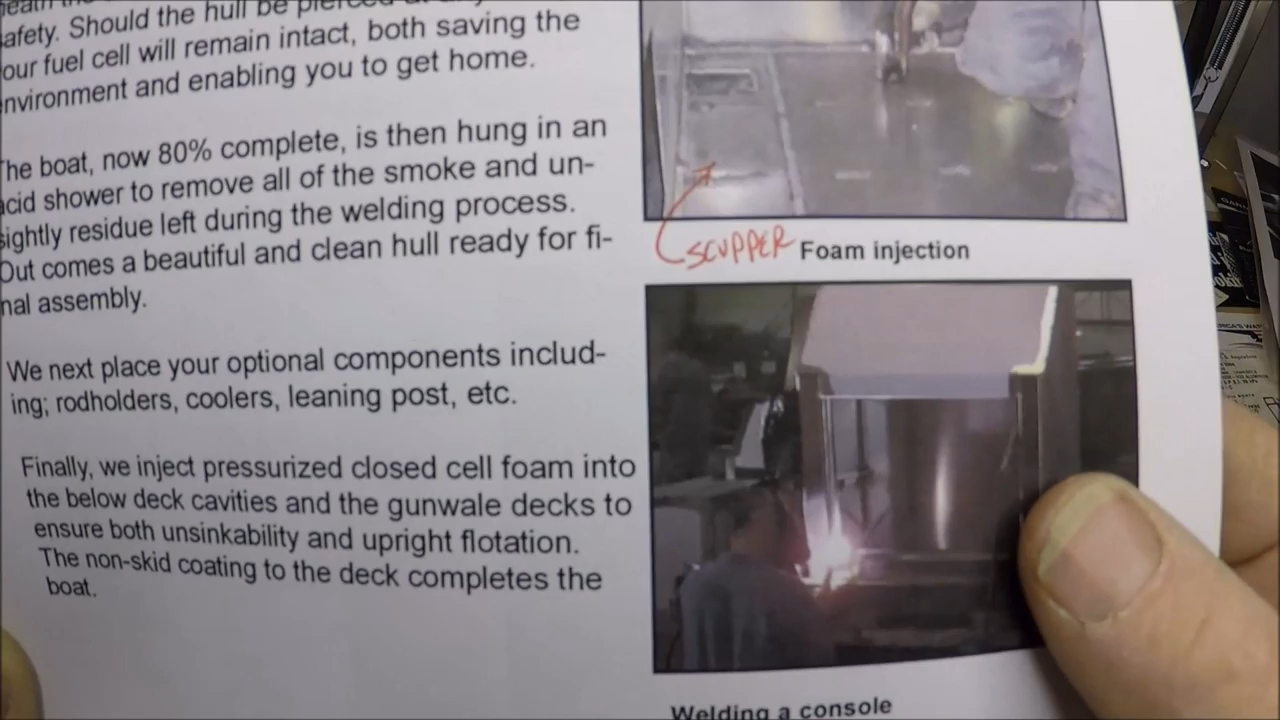 safety. Should the hull be pierced
our fuel cell will remain intact, both saving the
environment and enabling you to get home.
The boat, now 80% complete, is then hung in an
acid shower to remove all of the smoke and un-
sightly residue left during the welding process.
Out comes a beautiful and clean hull ready for fi-
nal assembly.
We next place your optional components includ-
ing; rodholders, coolers, leaning post, etc.
Finally, we inject pressurized closed cell foam into
the below deck cavities and the gunwale decks to
ensure both unsinkability and upright flotation.
The non-skid coating to the deck completes the
boat.
SCUPPER
Foam injection
Welding a console